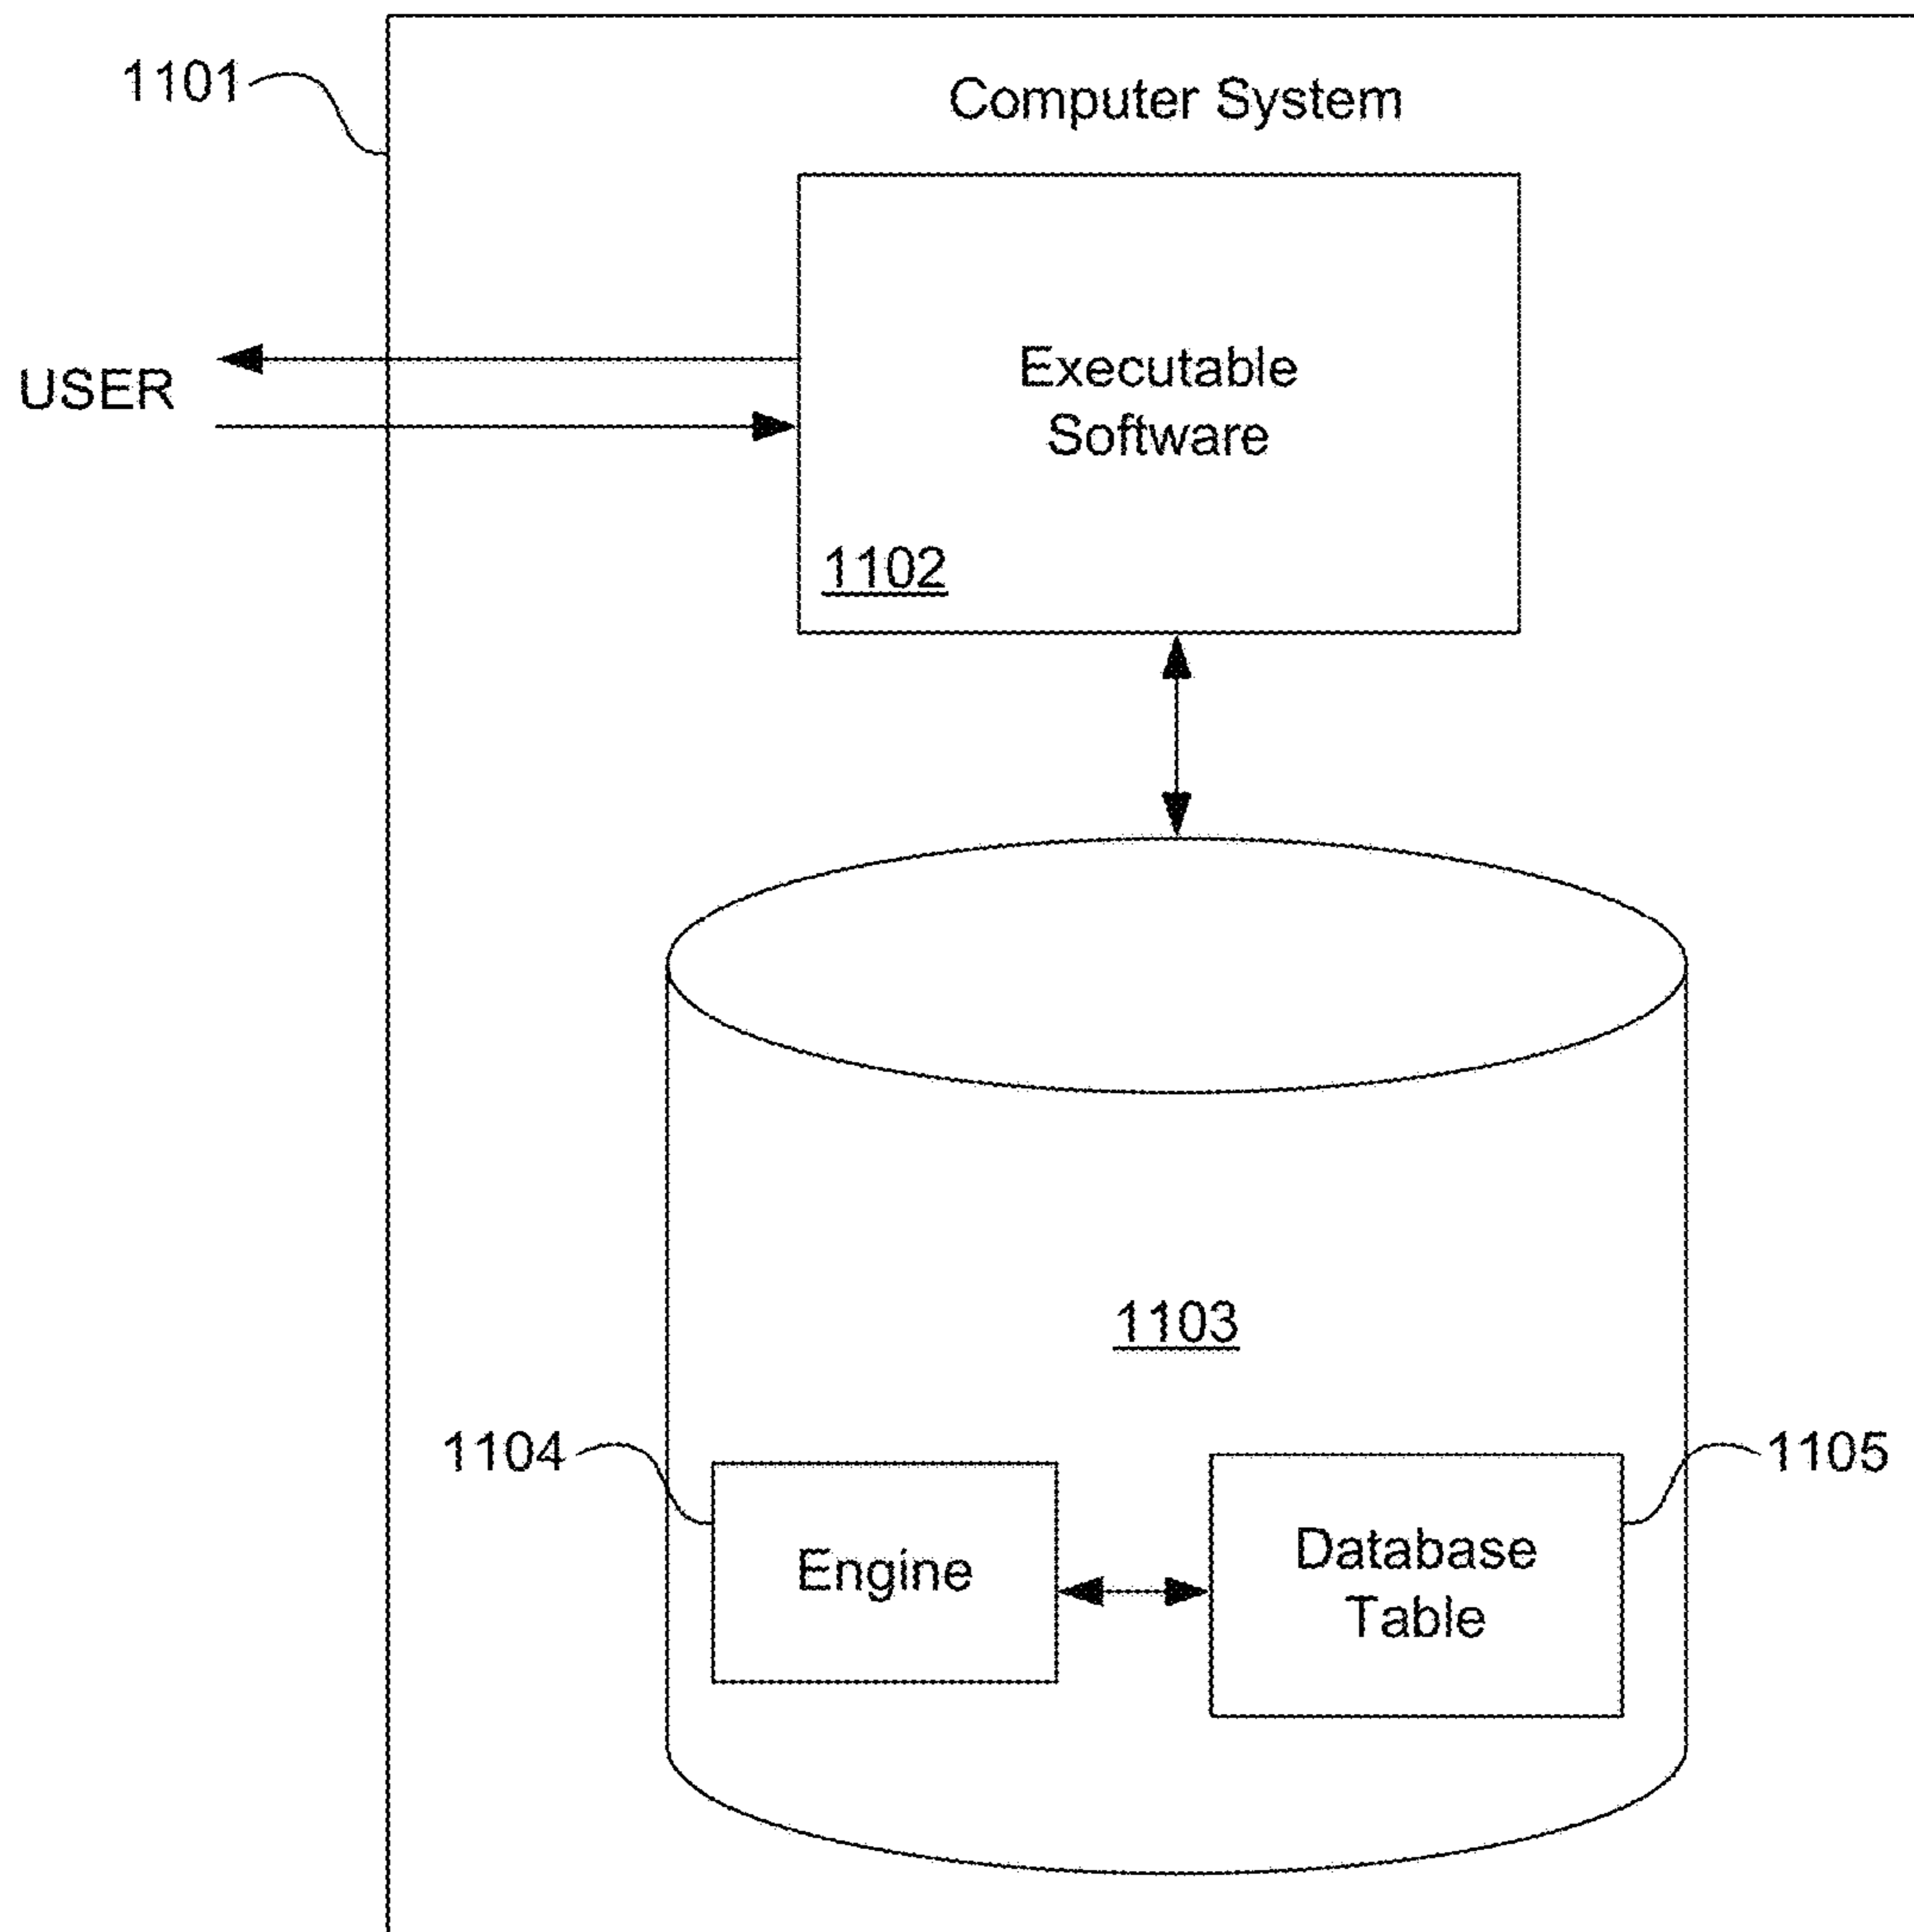 1101
Computer System
USER
Executable
Software
1102
1103
1104
1105
Engine
Database
Table